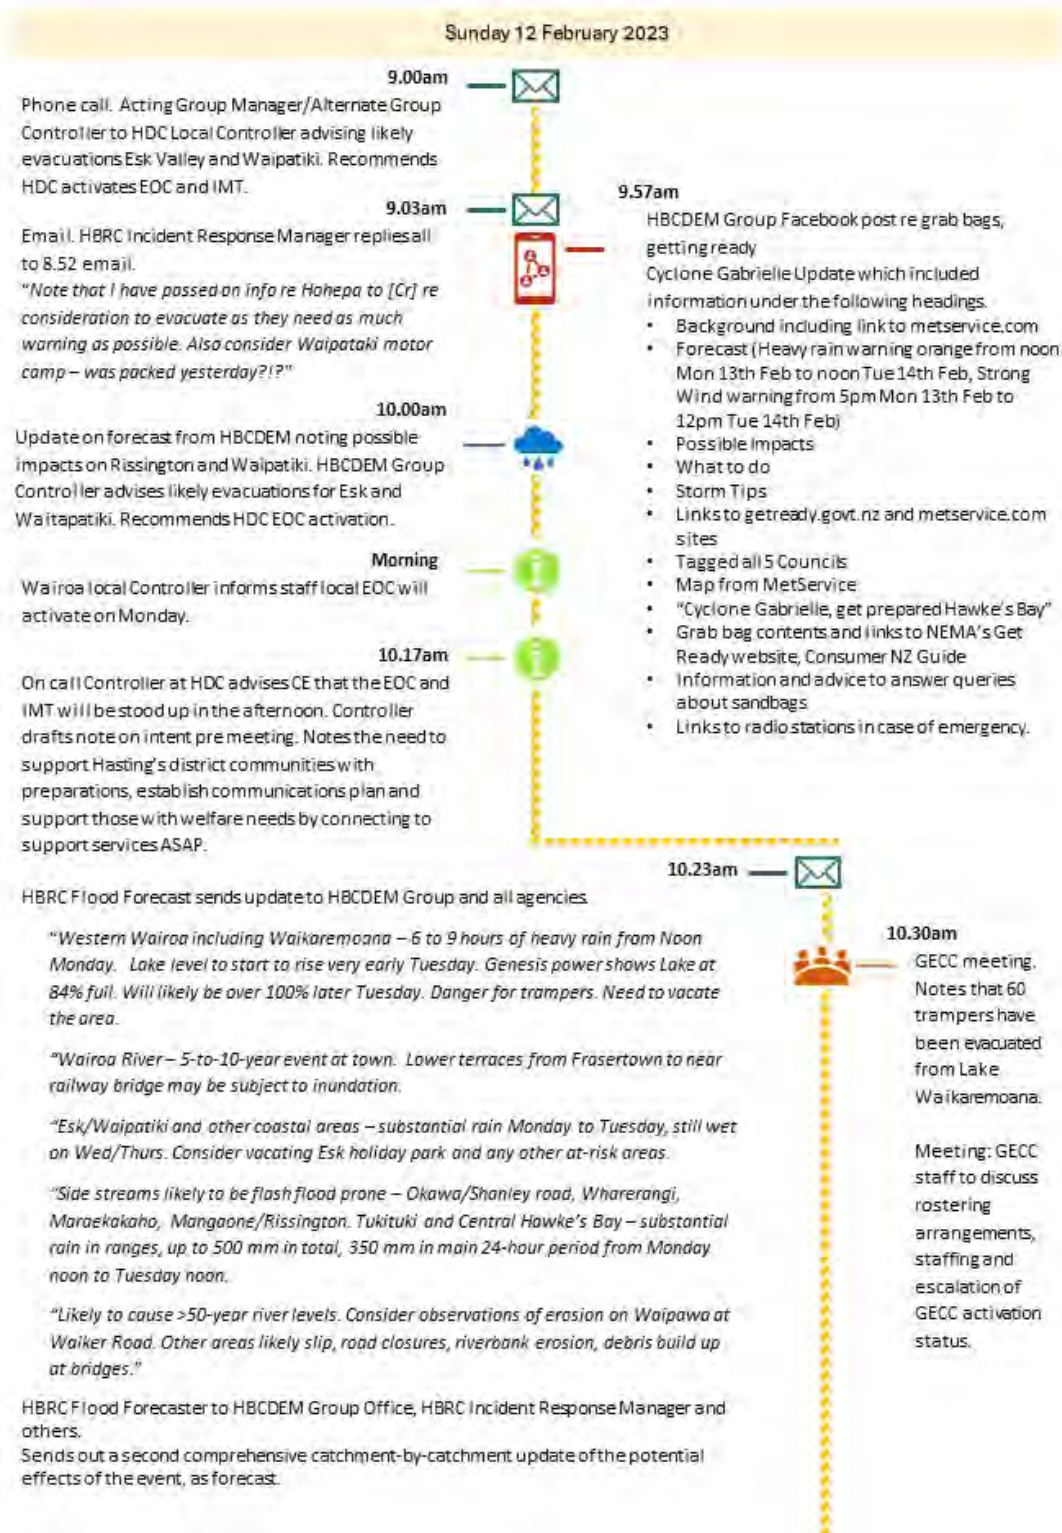 Sunday 12 February 2023
9.00am
Phone call. Acting Group Manager/Alternate Group
Controller to HDC Local Controller advising likely
evacuations Esk Valley and Waipatiki. Recommends
HDC activates EOC and IMT.
9.03am
Email. HBRC Incident Response Manager replies all
to 8.52 email.
"Note that I have passed on info re Hohepa to [Cr] re
consideration to evacuate as they need as much
warning as possible. Also consider Waipataki motor
camp – was packed yesterday?!?"
9.57am
HBCDEM Group Facebook post re grab bags,
getting ready
Cyclone Gabrielle Update which included
information under the following headings.
• Background including link to metservice.com
• Forecast (Heavy rain warning orange from noon
Mon 13th Feb to noon Tue 14th Feb, Strong
Wind warning from 5pm Mon 13th Feb to
12pm Tue 14th Feb)
• Possible Impacts
• What to do
• Storm Tips
• Links to getready.govt.nz and metservice.com
sites
• Tagged all 5 Councils
• Map from MetService
• "Cyclone Gabrielle, get prepared Hawke's Bay"
• Grab bag contents and links to NEMA's Get
Ready website, Consumer NZ Guide
• Information and advice to answer queries
about sandbags
• Links to radio stations in case of emergency.
10.00am
Update on forecast from HBCDEM noting possible
impacts on Rissington and Waipatiki. HBCDEM Group
Controller advises likely evacuations for Esk and
Waitapatiki. Recommends HDC EOC activation.
Morning
Wairoa local Controller informs staff local EOC will
activate on Monday.
10.17am
On call Controller at HDC advises CE that the EOC and
IMT will be stood up in the afternoon. Controller
drafts note on intent pre meeting. Notes the need to
support Hasting's district communities with
preparations, establish communications plan and
support those with welfare needs by connecting to
support services ASAP.
10.23am
HBRC Flood Forecast sends update to HBCDEM Group and all agencies.
"Western Wairoa including Waikaremoana – 6 to 9 hours of heavy rain from Noon
Monday. Lake level to start to rise very early Tuesday. Genesis power shows Lake at
84% full. Will likely be over 100% later Tuesday. Danger for trampers. Need to vacate
the area.
"Wairoa River – 5-to-10-year event at town. Lower terraces from Frasertown to near
railway bridge may be subject to inundation.
"Esk/Waipatiki and other coastal areas – substantial rain Monday to Tuesday, still wet
on Wed/Thurs. Consider vacating Esk holiday park and any other at-risk areas.
"Side streams likely to be flash flood prone – Okawa/Shanley road, Wharerangi,
Maraekakaho, Mangaone/Rissington. Tukituki and Central Hawke's Bay – substantial
rain in ranges, up to 500 mm in total, 350 mm in main 24-hour period from Monday
noon to Tuesday noon.
"Likely to cause >50-year river levels. Consider observations of erosion on Waipawa at
Walker Road. Other areas likely slip, road closures, riverbank erosion, debris build up
at bridges."
HBRC Flood Forecaster to HBCDEM Group Office, HBRC Incident Response Manager and
others.
Sends out a second comprehensive catchment-by-catchment update of the potential
effects of the event, as forecast.
10.30am
GECC meeting.
Notes that 60
trampers have
been evacuated
from Lake
Waikaremoana.
Meeting: GECC
staff to discuss
rostering
arrangements,
staffing and
escalation of
GECC activation
status.